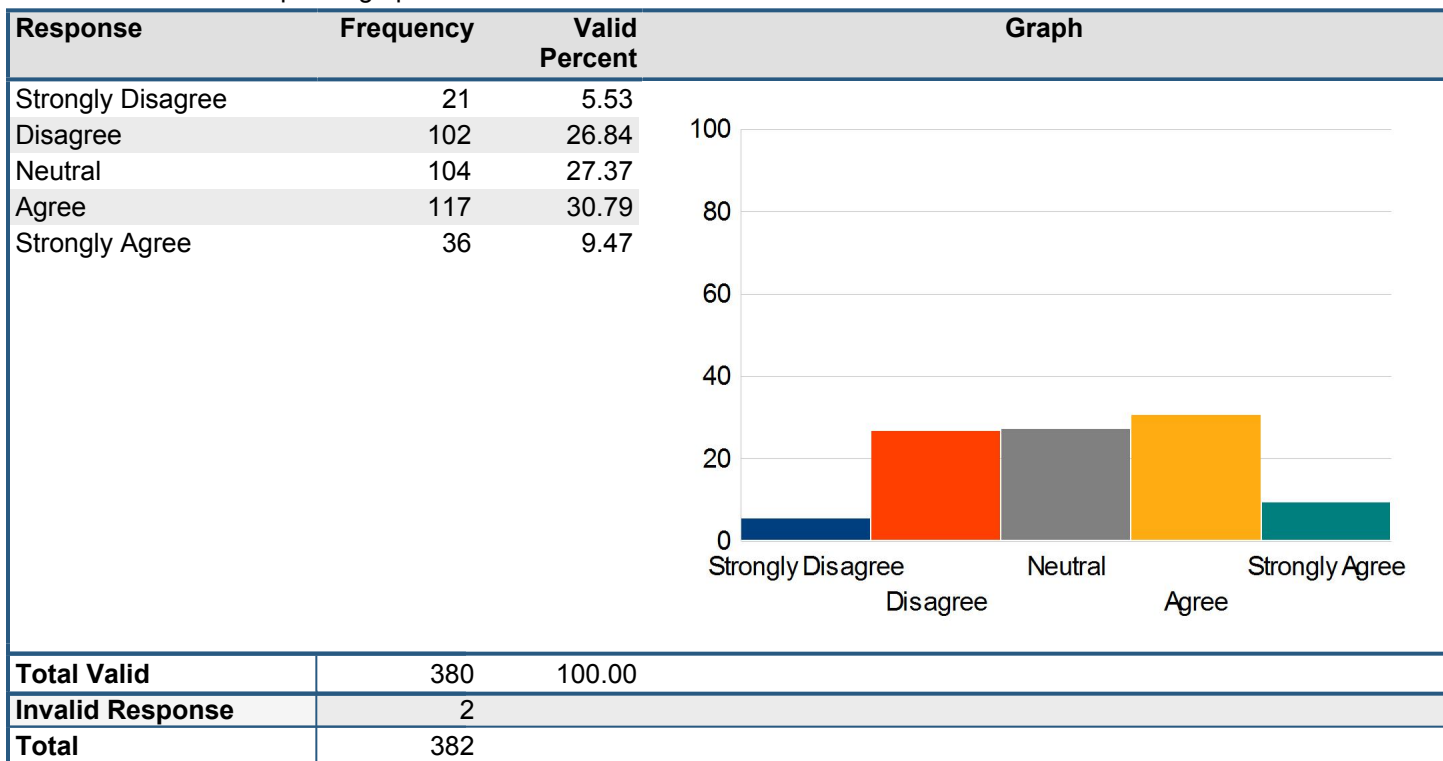 Response Frequency Valid Percent Graph
Strongly Disagree 21 5.53
Disagree 102 26.84
Neutral 104 27.37
Agree 117 30.79
Strongly Agree 36 9.47
100
80
60
40
20
0
Strongly Disagree Neutral Strongly Agree
Disagree Agree
Total Valid 380 100.00
Invalid Response 2
Total 382